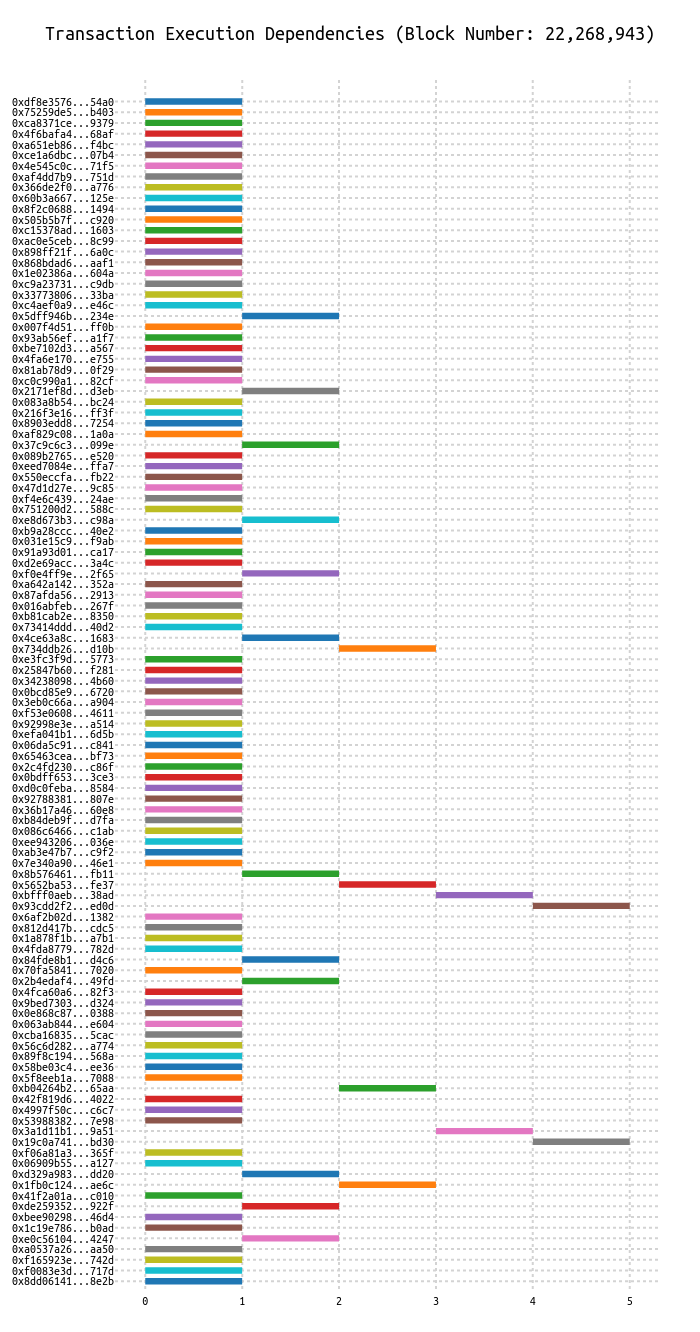 Transaction Execution Dependencies (Block Number: 22,268,943)
0xdf8e3576...54a0
0x75259de5...b403
0xca8371ce...9379
0x4f6bafa4...68af
0xa651eb86...f4bc
0xce1a6dbc...07b4
0x4e545c0c...71f5
0xaf4dd7b9...751d
0x366de2f0...a776
0x60b3a667...125e
0x8f2c0688...1494
0x505b5b7f...c920
0xc15378ad...1603
0xac0e5ceb...8c99
0x898ff21f...6a0c
0x868bdad6...aaf1
0x1e02386a...604a
0xc9a23731...c9db
0x33773806...33ba
0xc4aef0a9...e46c
0x5dff946b...234e
0x007f4d51...ff0b
0x93ab56ef...a1f7
0xbe7102d3...a567
0x4fa6e170...e755
0x81ab78d9...0f29
0xc0c990a1...82cf
0x2171ef8d...d3eb
0x083a8b54...bc24
0x216f3e16...ff3f
0x8903edd8...7254
0xaf829c08...1a0a
0x37c9c6c3...099e
0x089b2765...e520
0xeed7084e...ffa7
0x550eccfa...fb22
0x47d1d27e...9c85
0xf4e6c439...24ae
0x751200d2...588c
0xe8d673b3...c98a
0xb9a28ccc...40e2
0x031e15c9...f9ab
0x91a93d01...ca17
0xd2e69acc...3a4c
0xf0e4ff9e...2f65
0xa642a142...352a
0x87afda56...2913
0x016abfeb...267f
0xb81cab2e...8350
0x73414ddd...40d2
0x4ce63a8c...1683
0x734ddb26...d10b
0xe3fc3f9d...5773
0x25847b60...f281
0x34238098...4b60
0x0bcd85e9...6720
0x3eb0c66a...a904
0xf53e0608...4611
0x92998e3e...a514
0xefa041b1...6d5b
0x06da5c91...c841
0x65463cea...bf73
0x2c4fd230...c86f
0x0bdff653...3ce3
0xd0c0feba...8584
0x92788381...807e
0x36b17a46...60e8
0xb84deb9f...d7fa
0x086c6466...c1ab
0xee943206...036e
0xab3e47b7...c9f2
0x7e340a90...46e1
0x8b576461...fb11
0x5652ba53...fe37
0xbfff0aeb...38ad
0x93cdd2f2...ed0d
0x6af2b02d...1382
0x812d417b...cdc5
0x1a878f1b...a7b1
0x4fda8779...782d
0x84fde8b1...d4c6
0x70fa5841...7020
0x2b4edaf4...49fd
0x4fca60a6...82f3
0x9bed7303...d324
0x0e868c87...0388
0x063ab844...e604
0xcba16835...5cac
0x56c6d282...a774
0x89f8c194...568a
0x58be03c4...ee36
0x5f8eeb1a...7088
0xb04264b2...65aa
0x42f819d6...4022
0x4997f50c...c6c7
0x53988382...7e98
0x3a1d11b1...9a51
0x19c0a741...bd30
0xf06a81a3...365f
0x06909b55...a127
0xd329a983...dd20
0x1fb0c124...ae6c
0x41f2a01a...c010
0xde259352...922f
0xbee90298...46d4
0x1c19e786...b0ad
0xe0c56104...4247
0xa0537a26...aa50
0xf165923e...742d
0xf0083e3d...717d
0x8dd06141...8e2b
0 1 2 3 4 5